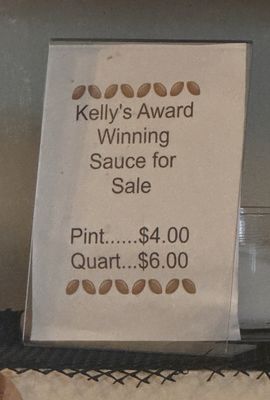 Kelly's Award
Winning
Sauce for
Sale
Pint......$4.00
Quart...$6.00